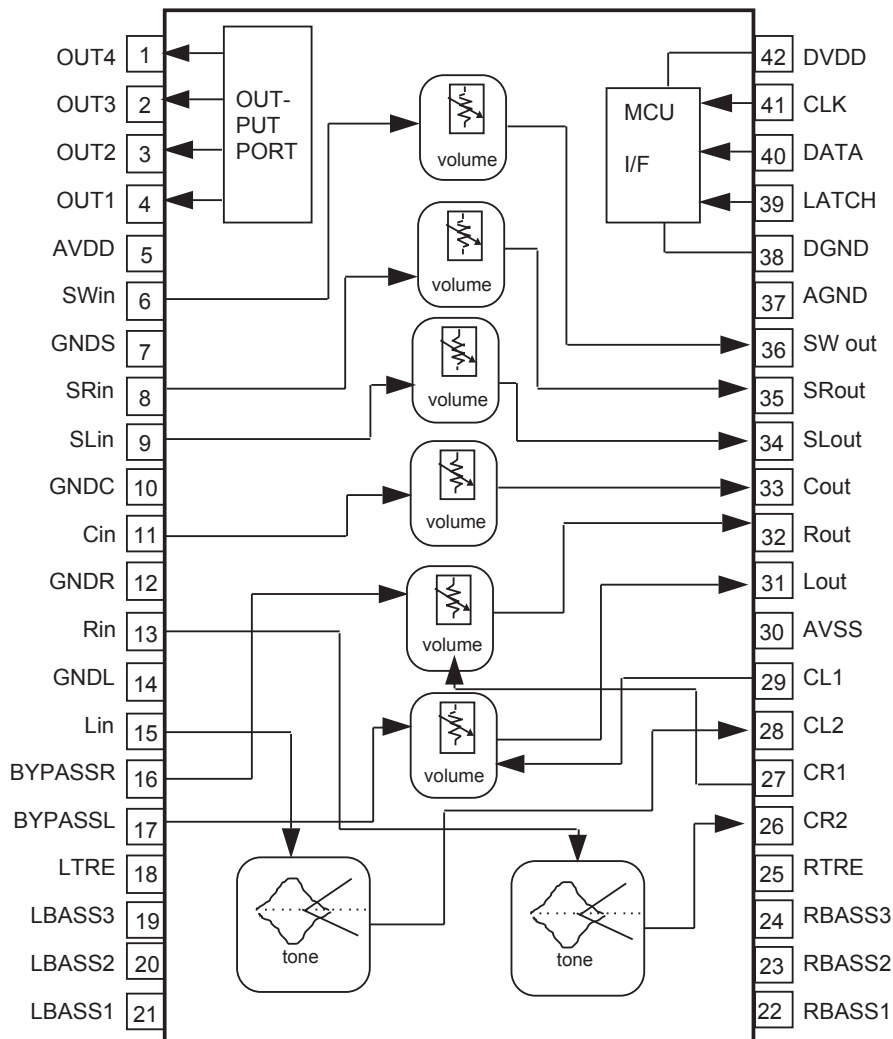 OUT4 1
OUT3 2
OUT2 3
OUT1 4
AVDD 5
SWin 6
GNDS 7
SRin 8
SLin 9
GNDC 10
Cin 11
GNDR 12
Rin 13
GNDL 14
Lin 15
BYPASSR 16
BYPASSL 17
LTRE 18
LBASS3 19
LBASS2 20
LBASS1 21
OUT-
PUT
PORT
volume
volume
volume
volume
volume
volume
tone
tone
MCU
I/F
42 DVDD
41 CLK
40 DATA
39 LATCH
38 DGND
37 AGND
36 SW out
35 SRout
34 SLout
33 Cout
32 Rout
31 Lout
30 AVSS
29 CL1
28 CL2
27 CR1
26 CR2
25 RTRE
24 RBASS3
23 RBASS2
22 RBASS1